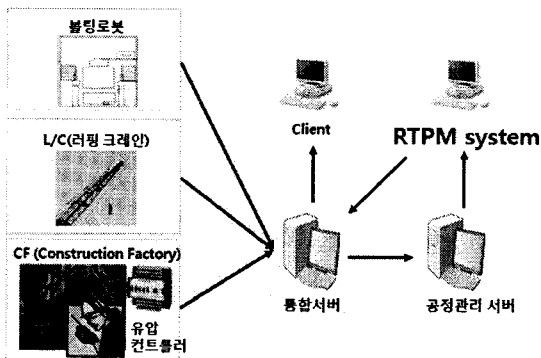 볼팅로봇
L/C(러핑 크레인)
CF (Construction Factory)
유압
컨트롤러
Client
RTPM system
통합서버
공정관리 서버